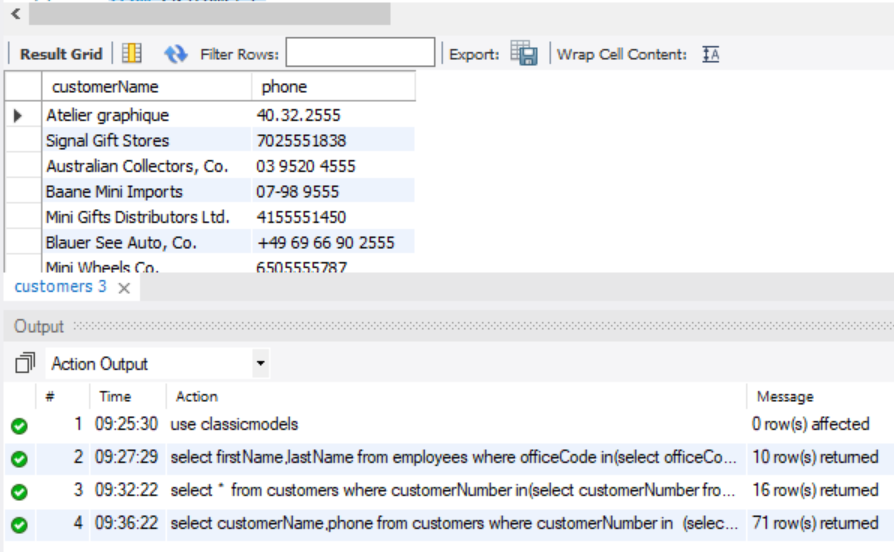 Result Grid Filter Rows: Export: Wrap Cell Content:
customerName phone
Atelier graphique 40.32.2555
Signal Gift Stores 7025551838
Australian Collectors, Co. 03 9520 4555
Baane Mini Imports 07-98 9555
Mini Gifts Distributors Ltd. 4155551450
Blauer See Auto, Co. +49 69 66 90 2555
Mini Wheels Co. 6505555787
customers 3
Output
Action Output
# Time Action Message
1 09:25:30 use classicmodels 0 row(s) affected
2 09:27:29 select firstName,lastName from employees where officeCode in(select officeCo... 10 row(s) returned
3 09:32:22 select * from customers where customerNumber in(select customerNumber fro... 16 row(s) returned
4 09:36:22 select customerName,phone from customers where customerNumber in (selec... 71 row(s) returned